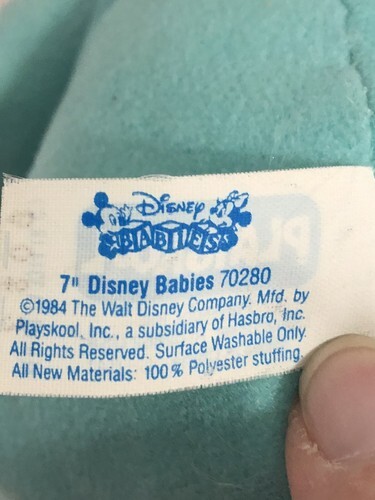 Disney
BABIES
7" Disney Babies 70280
©1984 The Walt Disney Company. Mfd. by
Playskool, Inc., a subsidiary of Hasbro, Inc.
All Rights Reserved. Surface Washable Only.
All New Materials: 100% Polyester stuffing.